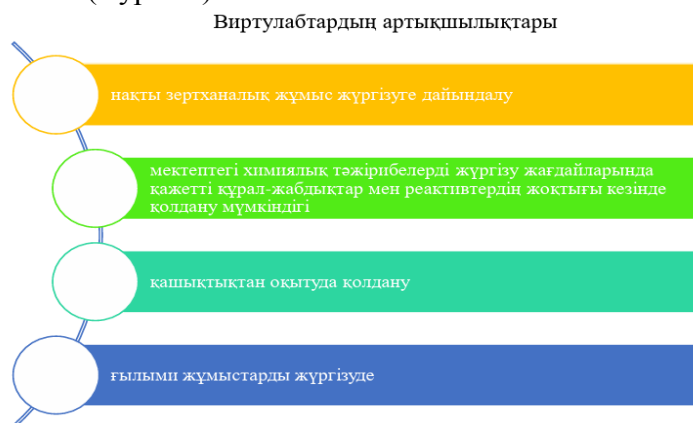 Виртулабтардың артықшылықтары
нақты зертханалық жұмыс жүргізуге дайындалу
мектептегі химиялық тәжірибелерді жүргізу жағдайларында
қажетті құрал-жабдықтар мен реактивтердің жоқтығы кезінде
қолдану мүмкіндігі
қашықтықтан оқытуда қолдану
ғылыми жұмыстарды жүргізуде